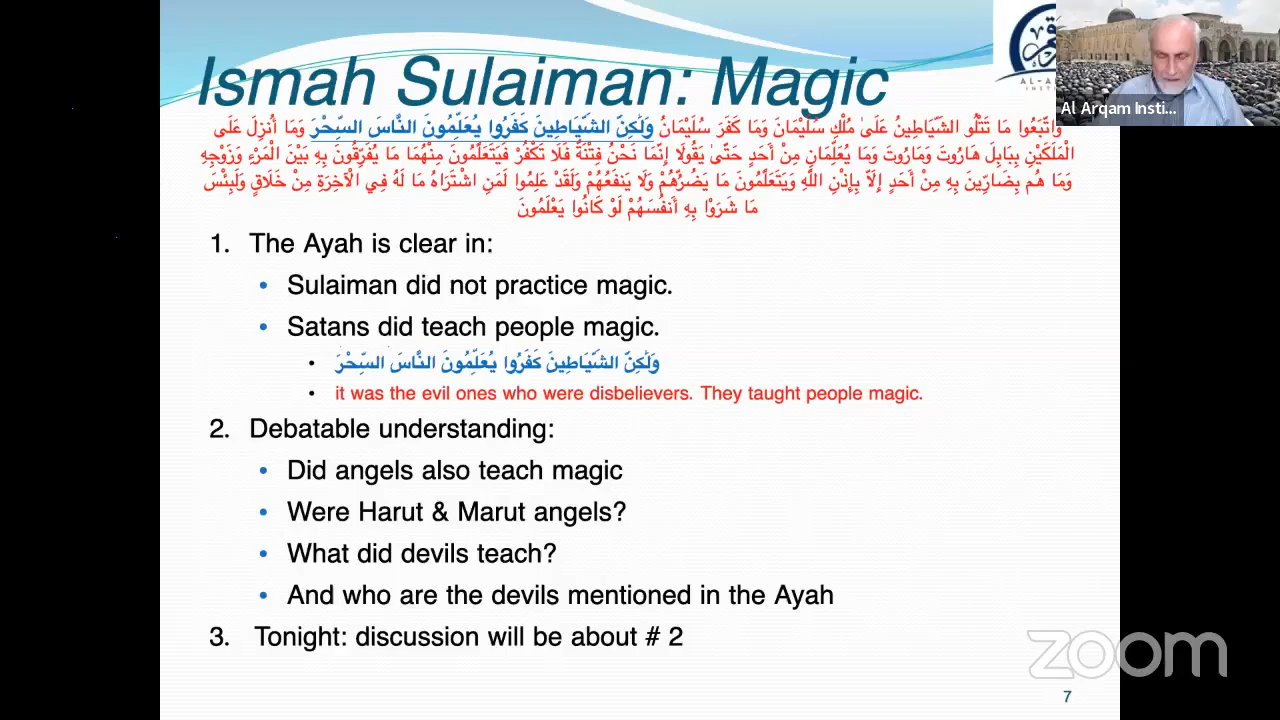 Ismah Sulaiman: Magic
AL-A
INST
Al Arqam Insti...
وَاتَّبَعُوا مَا تَتْلُو الشَّيَاطِينُ عَلَىٰ مُلْكِ سُلَيْمَانَ وَمَا كَفَرَ سُلَيْمَانُ وَلَٰكِنَّ الشَّيَاطِينَ كَفَرُوا يُعَلِّمُونَ النَّاسَ السِّحْرَ وَمَا أُنزِلَ عَلَى
الْمَلَكَيْنِ بِبَابِلَ هَارُوتَ وَمَارُوتَ وَمَا يُعَلِّمَانِ مِنْ أَحَدٍ حَتَّىٰ يَقُولَا إِنَّمَا نَحْنُ فِتْنَةٌ فَلَا تَكْفُرْ فَيَتَعَلَّمُونَ مِنْهُمَا مَا يُفَرِّقُونَ بِهِ بَيْنَ الْمَرْءِ وَزَوْجِهِ
وَمَا هُم بِضَارِّينَ بِهِ مِنْ أَحَدٍ إِلَّا بِإِذْنِ اللَّهِ وَيَتَعَلَّمُونَ مَا يَضُرُّهُمْ وَلَا يَنفَعُهُمْ وَلَقَدْ عَلِمُوا لَمَنِ اشْتَرَاهُ مَا لَهُ فِي الْآخِرَةِ مِنْ خَلَاقٍ وَلَبِئْسَ
مَا شَرَوْا بِهِ أَنفُسَهُمْ لَوْ كَانُوا يَعْلَمُونَ
1. The Ayah is clear in:
• Sulaiman did not practice magic.
• Satans did teach people magic.
• وَلَٰكِنَّ الشَّيَاطِينَ كَفَرُوا يُعَلِّمُونَ النَّاسَ السِّحْرَ
• it was the evil ones who were disbelievers. They taught people magic.
2. Debatable understanding:
• Did angels also teach magic
• Were Harut & Marut angels?
• What did devils teach?
• And who are the devils mentioned in the Ayah
3. Tonight: discussion will be about # 2
zoom
7